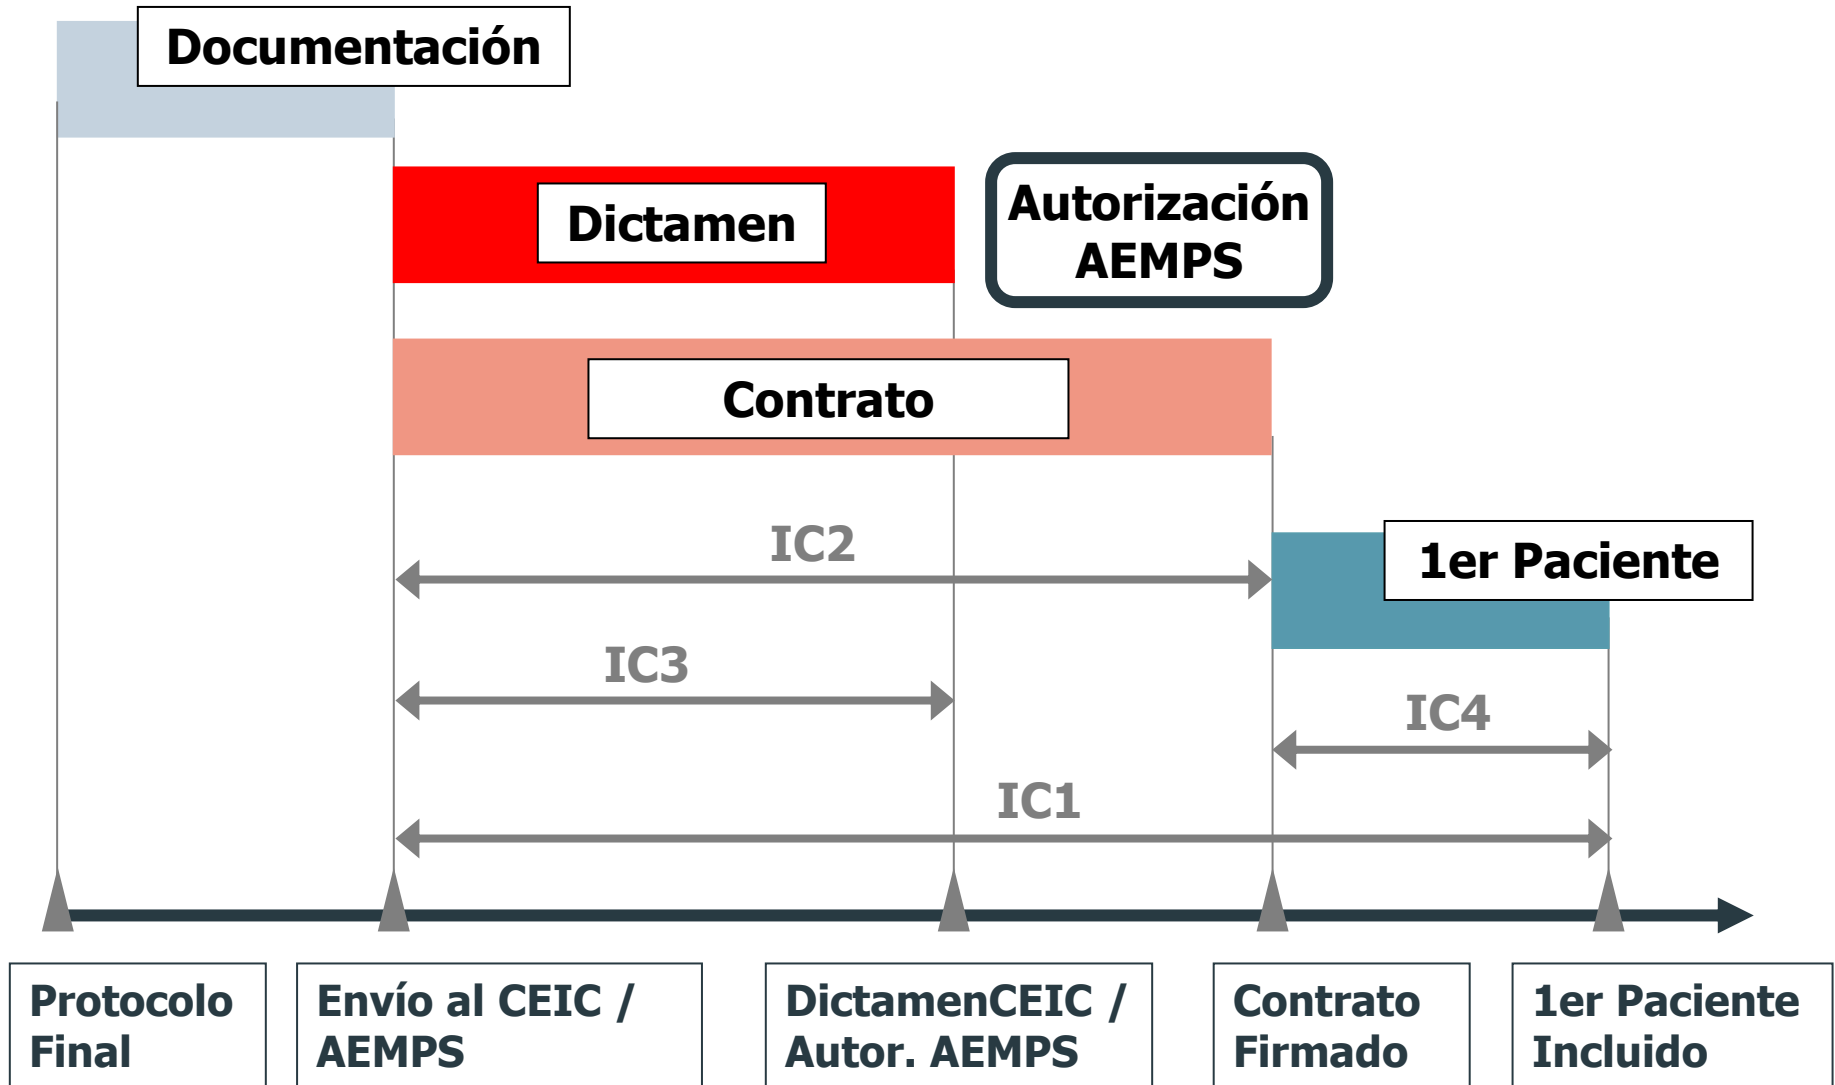 Documentación
Dictamen
Autorización
AEMPS
Contrato
IC2
1er Paciente
IC3
IC4
IC1
Protocolo
Final
Envío al CEIC /
AEMPS
DictamenCEIC /
Autor. AEMPS
Contrato
Firmado
1er Paciente
Incluido